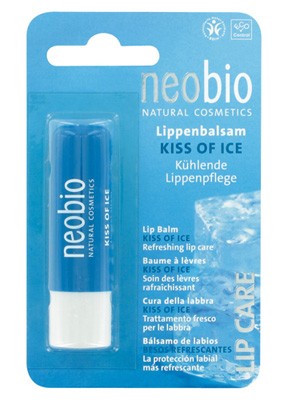 neobio
NATURAL COSMETICS
Lippenbalsam
KISS OF ICE
Kühlende
Lippenpflege
neobio
NATURAL COSMETICS
Lip Balm
KISS OF ICE
Refreshing lip care
Baume à lèvres
KISS OF ICE
Soin des lèvres
rafraîchissant
Cura della labbra
KISS OF ICE
Trattamento fresco
per le labbra
Bálsamo de labios
BESOS REFRESCANTES
La protección labial
más refrescante
LIP CARE